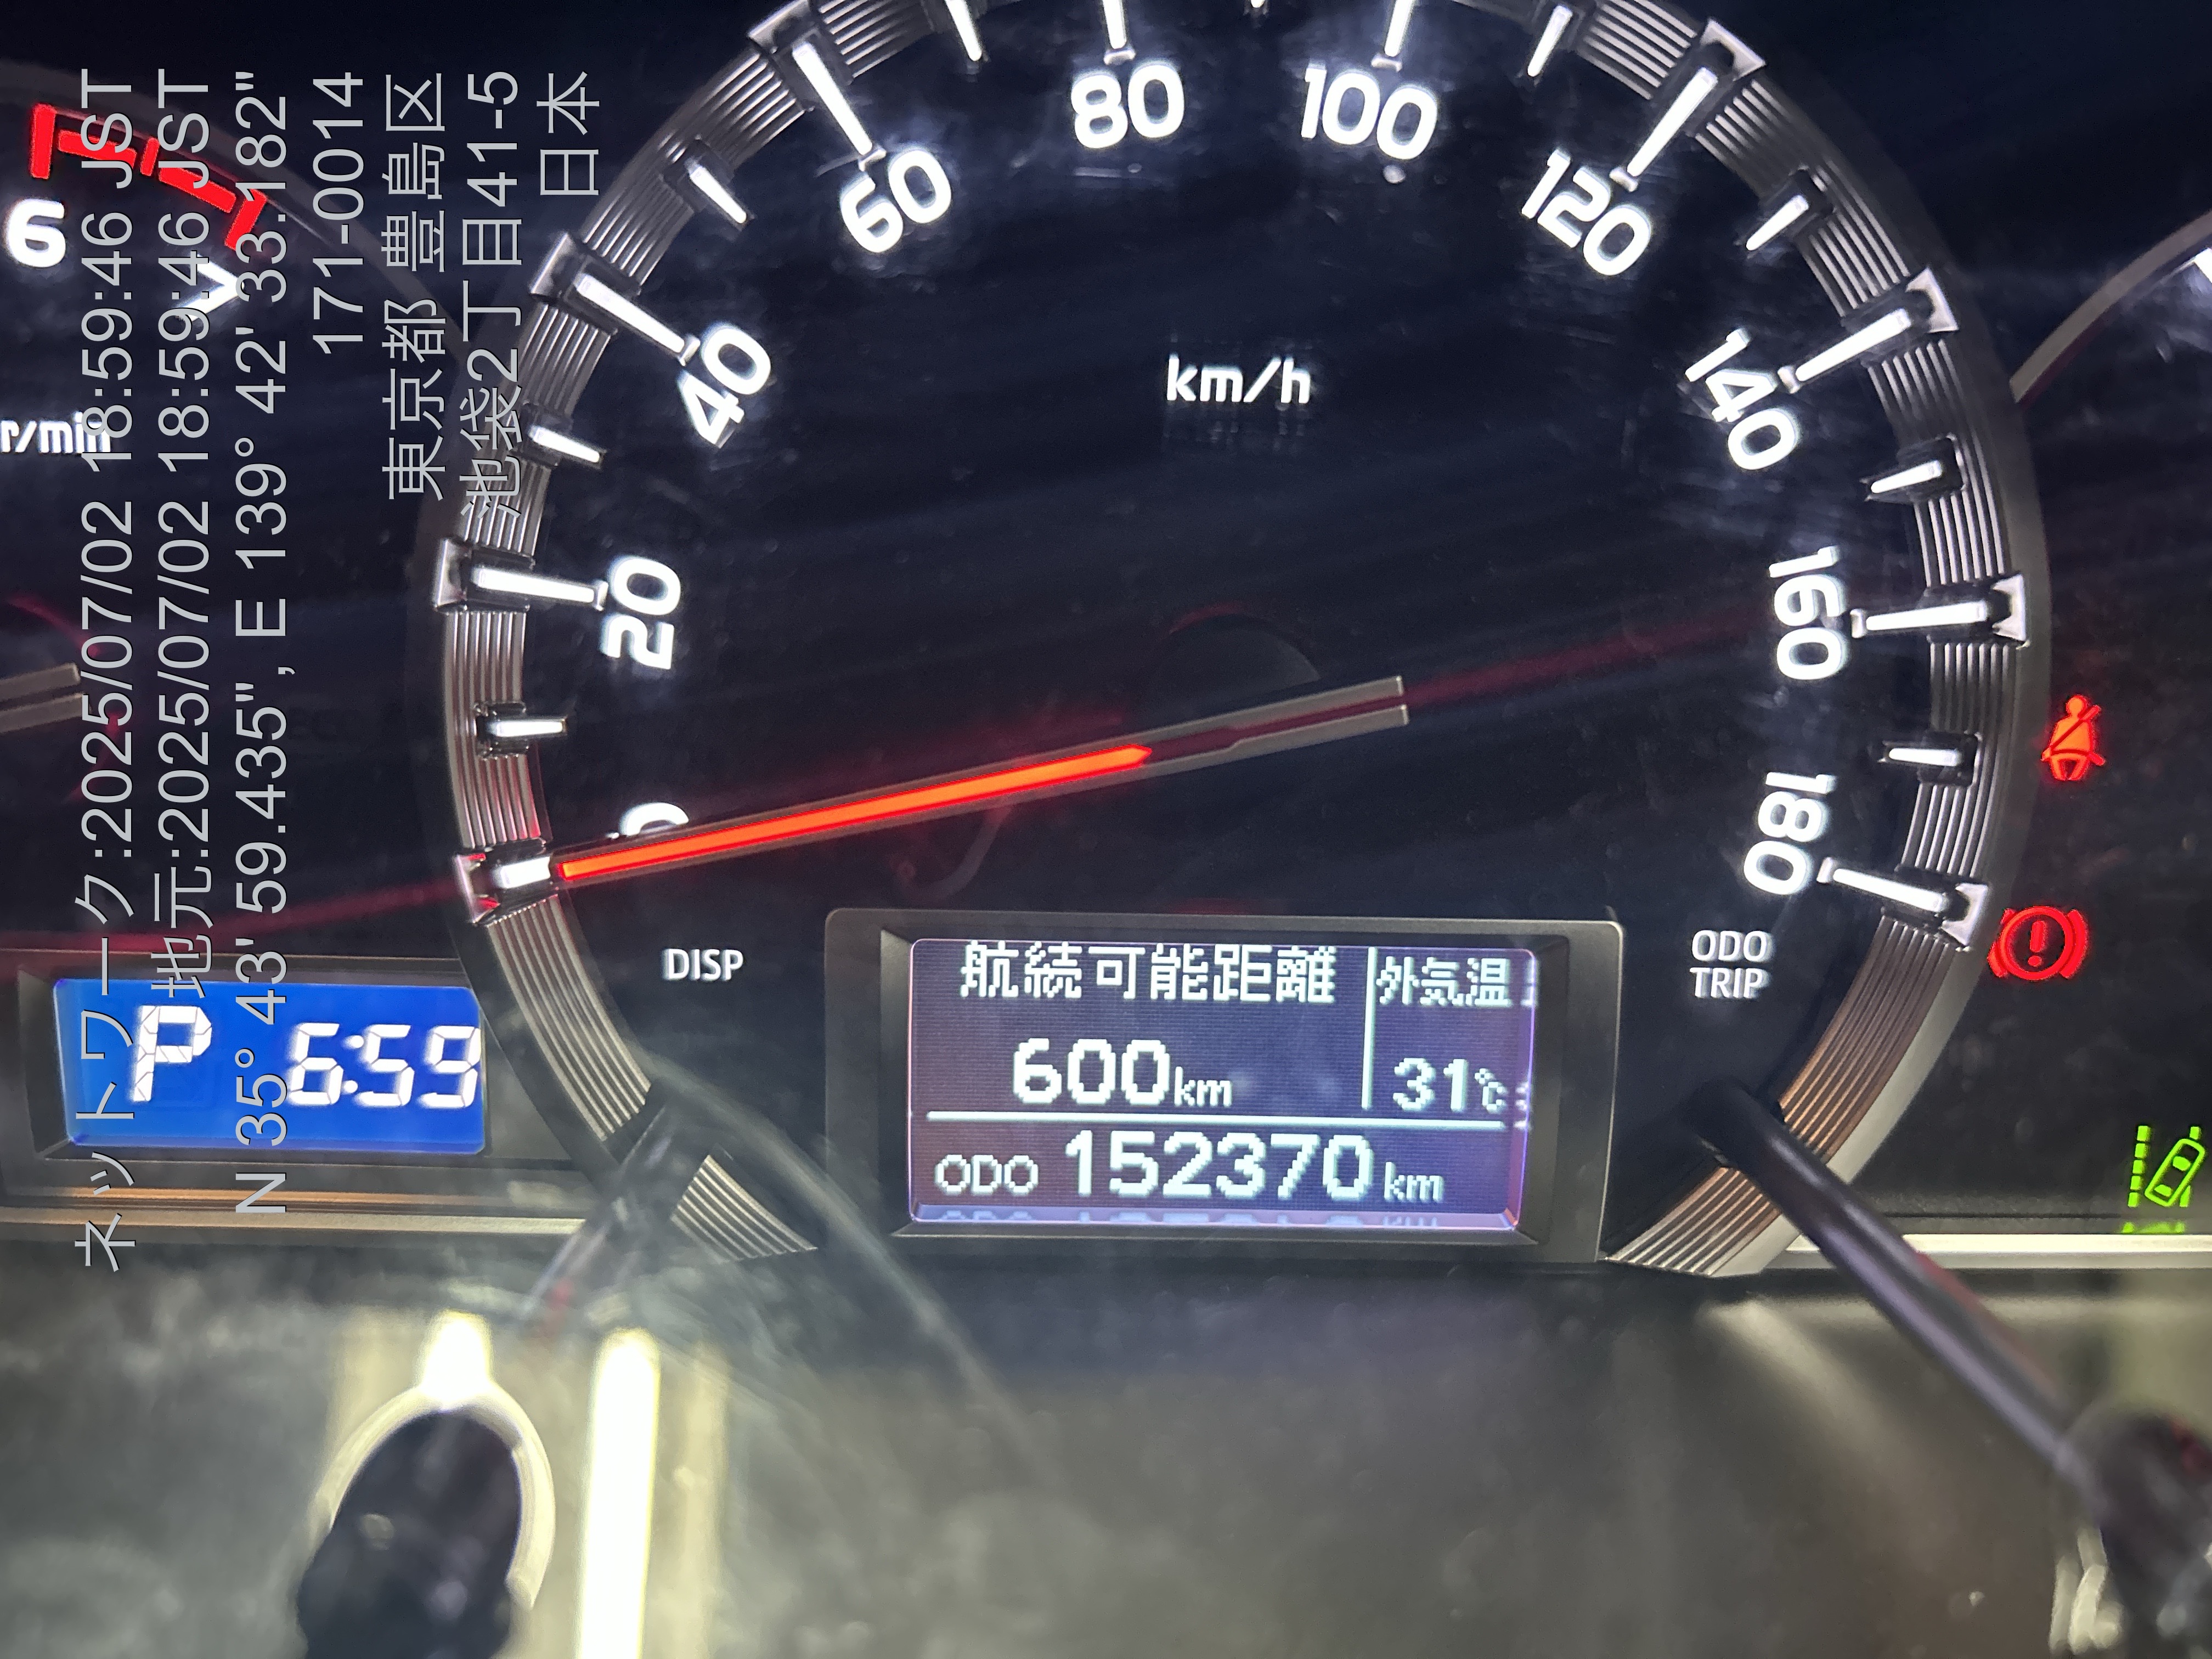 ネットワーク:2025/07/02 18:59:46 JST
地元:2025/07/02 18:59:46 JST
N 35° 43' 59.435", E 139° 42' 33.182"
171-0014
東京都 豊島区
池袋2丁目41-5
日本
6
7
r/min
0
20
40
60
80
100
120
140
160
180
km/h
DISP
ODO
TRIP
P 6:59
航続可能距離
600km
外気温
31℃
ODO 152370 km